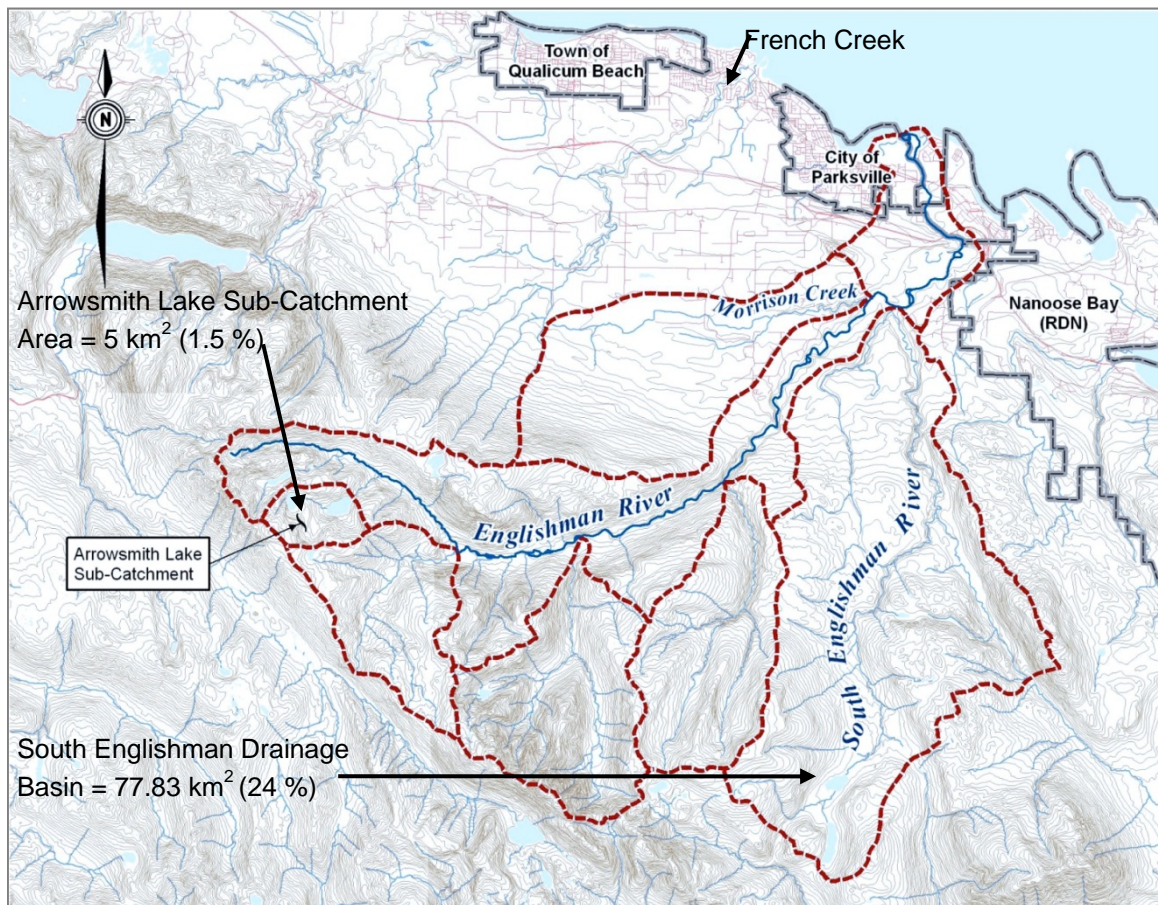 French Creek
Town of
Qualicum Beach
N
City of
Parksville
Arrowsmith Lake Sub-Catchment
Area = 5 km² (1.5 %)
Morrison Creek
Nanoose Bay
(RDN)
Englishman River
Arrowsmith Lake
Sub-Catchment
South Englishman River
South Englishman Drainage
Basin = 77.83 km² (24 %)